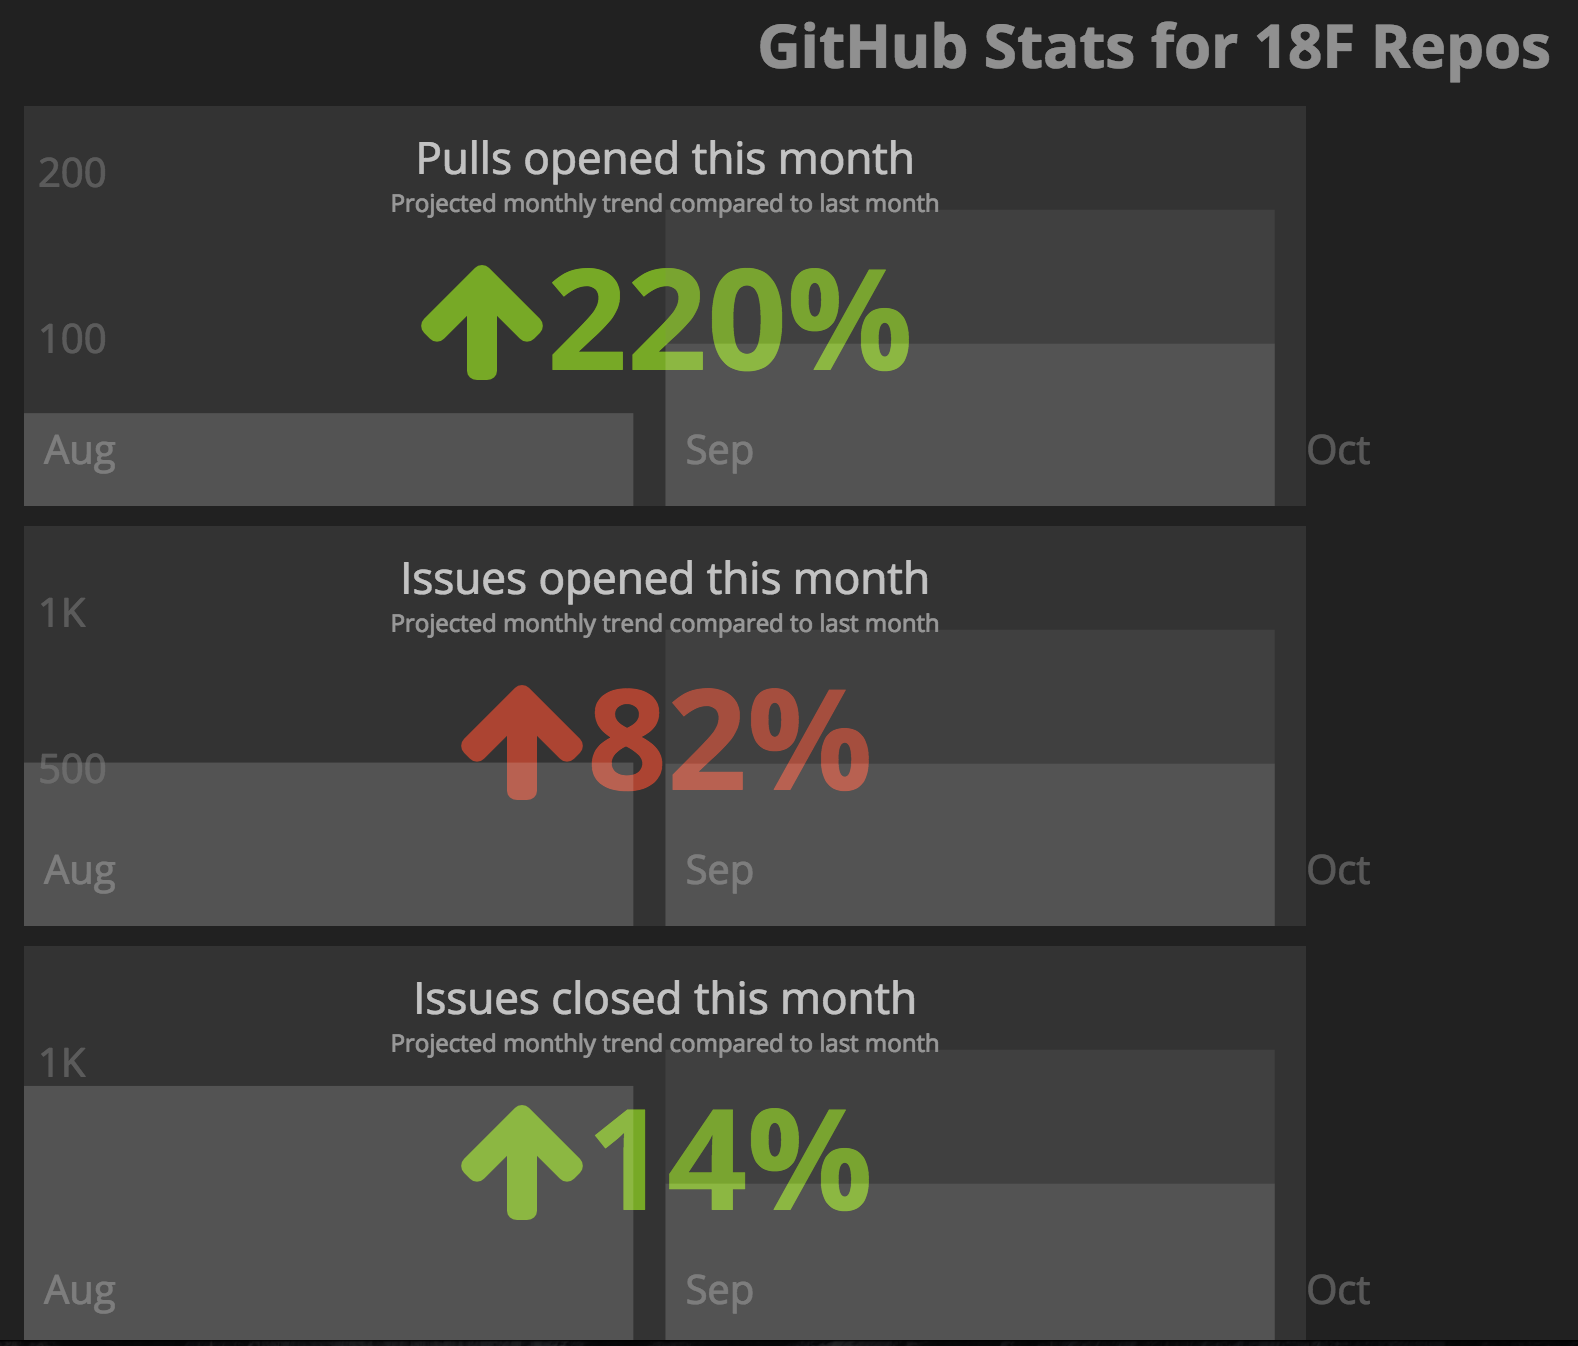 GitHub Stats for 18F Repos
Pulls opened this month
Projected monthly trend compared to last month
200
220%
100
Aug
Sep
Oct
Issues opened this month
Projected monthly trend compared to last month
1K
82%
500
Aug
Sep
Oct
Issues closed this month
Projected monthly trend compared to last month
1K
14%
Aug
Sep
Oct